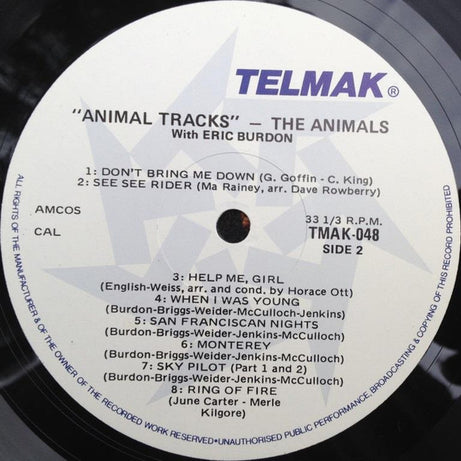 TELMAK®
"ANIMAL TRACKS" — THE ANIMALS
With ERIC BURDON
1: DON'T BRING ME DOWN (G. Goffin - C. King)
2: SEE SEE RIDER (Ma Rainey, arr. Dave Rowberry)
AMCOS
CAL
33 1/3 R.P.M.
TMAK-048
SIDE 2
3: HELP ME, GIRL
(English-Weiss, arr. and cond. by Horace Ott)
4: WHEN I WAS YOUNG
(Burdon-Briggs-Weider-McCulloch-Jenkins)
5: SAN FRANCISCAN NIGHTS
(Burdon-Briggs-Weider-Jenkins-McCulloch)
6: MONTEREY
(Burdon-Briggs-Weider-Jenkins-McCulloch)
7: SKY PILOT (Part 1 and 2)
(Burdon-Briggs-Weider-Jenkins-McCulloch)
8: RING OF FIRE
(June Carter - Merle
Kilgore)
ALL RIGHTS OF THE MANUFACTURER & OF THE OWNER OF THE RECORDED WORK RESERVED•UNAUTHORISED PUBLIC PERFORMANCE, BROADCASTING & COPYING OF THIS RECORD PROHIBITED